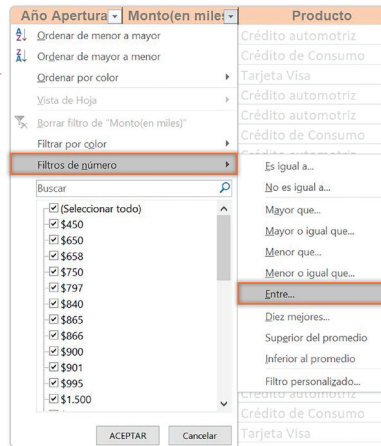 Año Apertura Monto(en miles Producto
Ordenar de menor a mayor
Ordenar de mayor a menor
Ordenar por color
Vista de Hoja
Borrar filtro de "Monto(en miles)"
Filtrar por color
Filtros de número
Buscar
(Seleccionar todo)
$450
$650
$658
$750
$797
$840
$865
$866
$900
$901
$995
$1.500
ACEPTAR Cancelar
Crédito automotriz
Crédito de Consumo
Tarjeta Visa
Crédito automotriz
Crédito automotriz
Crédito de Consumo
Tarjeta Visa
Es igual a...
No es igual a...
Mayor que...
Mayor o igual que...
Menor que...
Menor o igual que...
Entre...
Diez mejores...
Superior del promedio
Inferior al promedio
Filtro personalizado...
Crédito automotriz
Crédito de Consumo
Tarjeta Visa